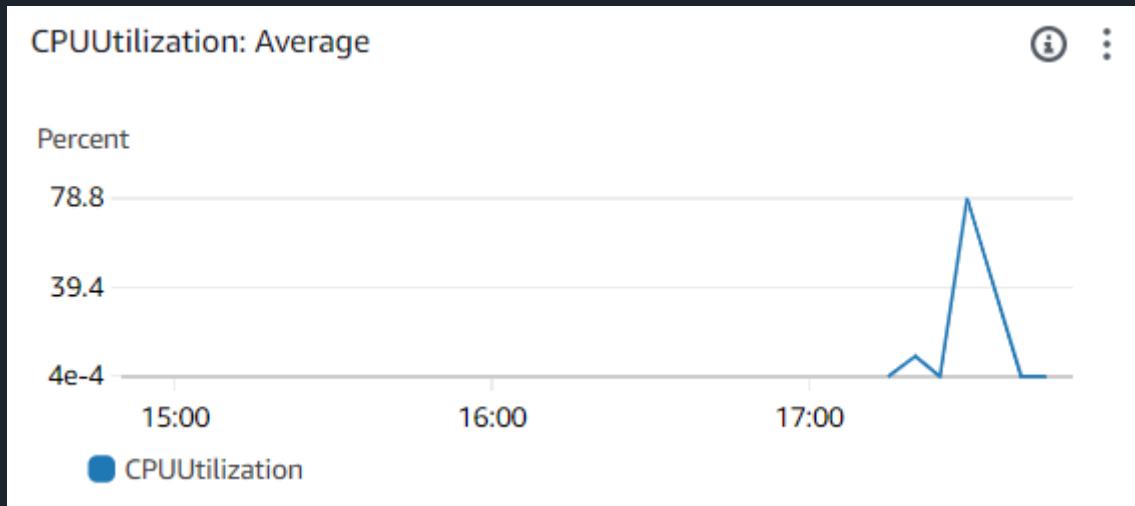 CPUUtilization: Average
Percent
78.8
39.4
4e-4
15:00 16:00 17:00
CPUUtilization